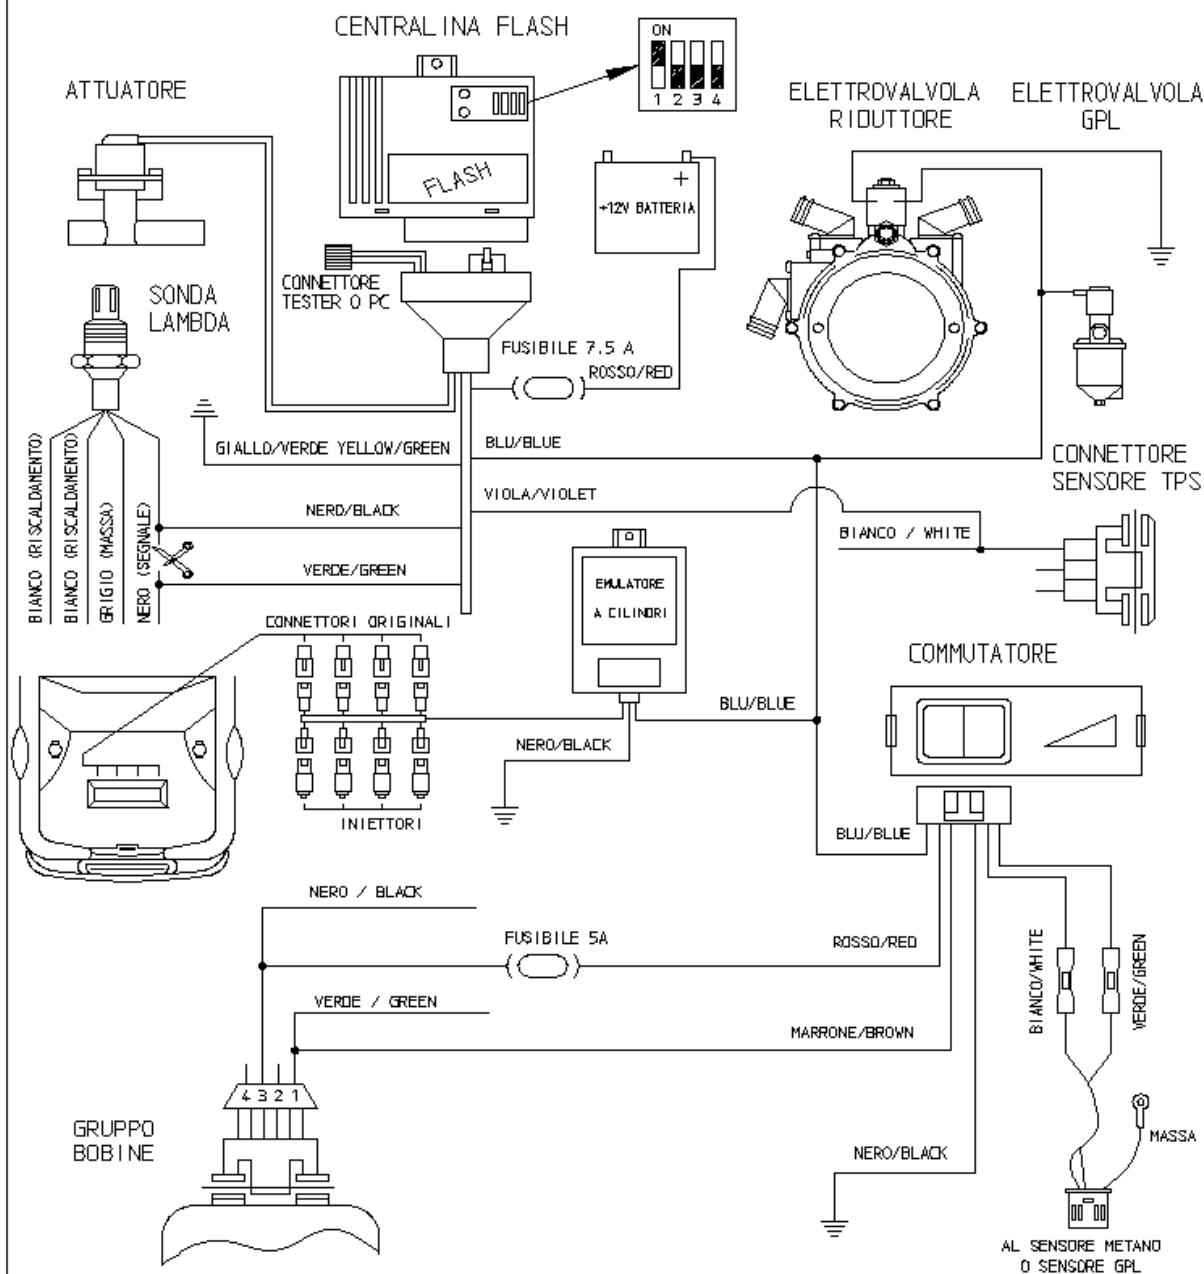 CENTRALINA FLASH
ON
1 2 3 4
ATTUATORE
ELETTROVALVOLA
RIDUTTORE
ELETTROVALVOLA
GPL
FLASH
+
+12V BATTERIA
CONNETTORE
TESTER O PC
SONDA
LAMBDA
FUSIBILE 7.5 A
ROSSO/RED
GIALLO/VERDE YELLOW/GREEN
BLU/BLUE
CONNETTORE
SENSORE TPS
VIOLA/VIOLET
NERO/BLACK
BIANCO / WHITE
VERDE/GREEN
BIANCO (RISCALDAMENTO)
BIANCO (RISCALDAMENTO)
GRIGIO (MASSA)
NERO (SEGNALE)
EMULATORE
A CILINDRI
CONNETTORI ORIGINALI
COMMUTATORE
BLU/BLUE
NERO/BLACK
INIETTORI
BLU/BLUE
NERO / BLACK
FUSIBILE 5A
ROSSO/RED
BIANCO/WHITE
VERDE/GREEN
VERDE / GREEN
MARRONE/BROWN
4 3 2 1
GRUPPO
BOBINE
MASSA
NERO/BLACK
AL SENSORE METANO
O SENSORE GPL